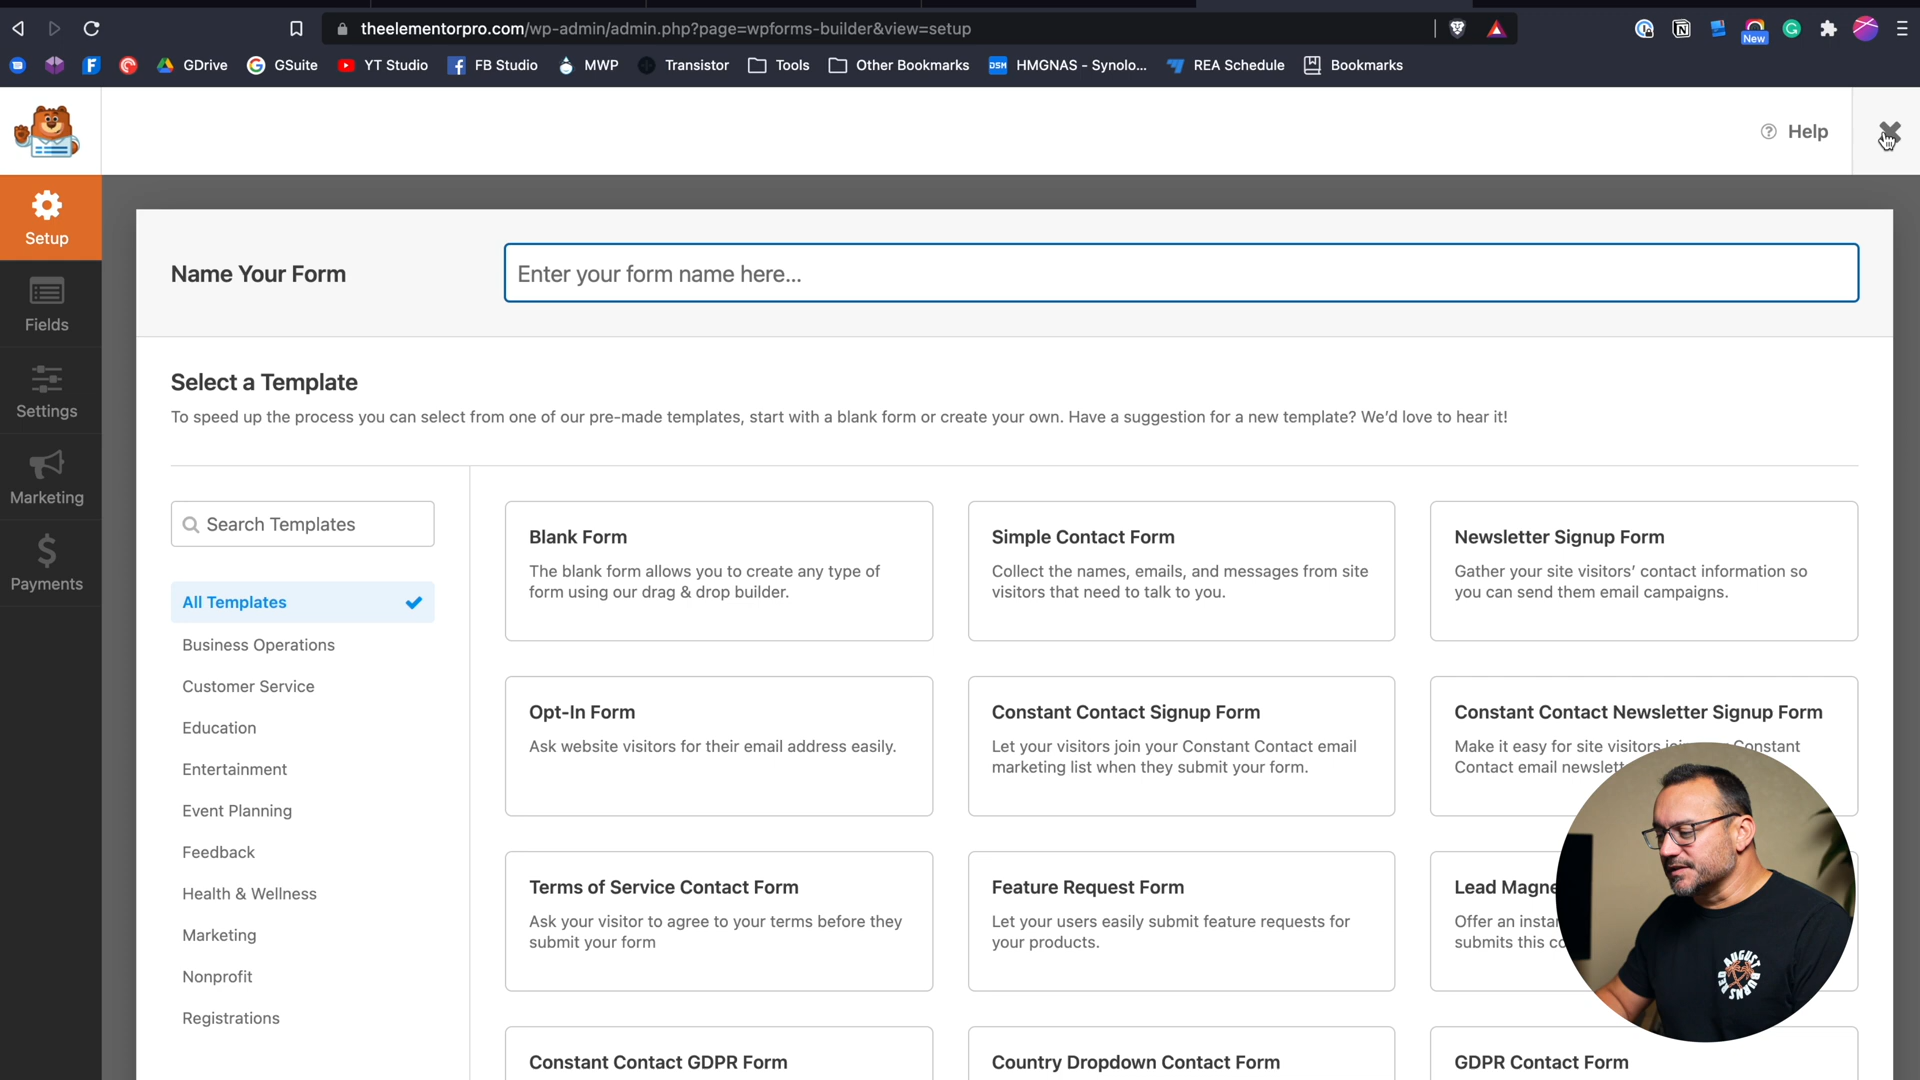 theelementorpro.com/wp-admin/admin.php?page=wpforms-builder&view=setup
New
GDrive
GSuite
YT Studio
FB Studio
MWP
Transistor
Tools
Other Bookmarks
DSM
HMGNAS - Synolo...
REA Schedule
Bookmarks
Help
Setup
Fields
Settings
Marketing
Payments
Name Your Form
Enter your form name here...
Select a Template
To speed up the process you can select from one of our pre-made templates, start with a blank form or create your own. Have a suggestion for a new template? We'd love to hear it!
Search Templates
All Templates
Business Operations
Customer Service
Education
Entertainment
Event Planning
Feedback
Health & Wellness
Marketing
Nonprofit
Registrations
Blank Form
The blank form allows you to create any type of
form using our drag & drop builder.
Simple Contact Form
Collect the names, emails, and messages from site
visitors that need to talk to you.
Newsletter Signup Form
Gather your site visitors' contact information so
you can send them email campaigns.
Opt-In Form
Ask website visitors for their email address easily.
Constant Contact Signup Form
Let your visitors join your Constant Contact email
marketing list when they submit your form.
Constant Contact Newsletter Signup Form
Make it easy for site visitors Constant
Contact email
Terms of Service Contact Form
Ask your visitor to agree to your terms before they
submit your form
Feature Request Form
Let your users easily submit feature requests for
your products.
Lead
Offer an
submits this
AUGUST
BURNS
RED
Constant Contact GDPR Form
Country Dropdown Contact Form
GDPR Contact Form